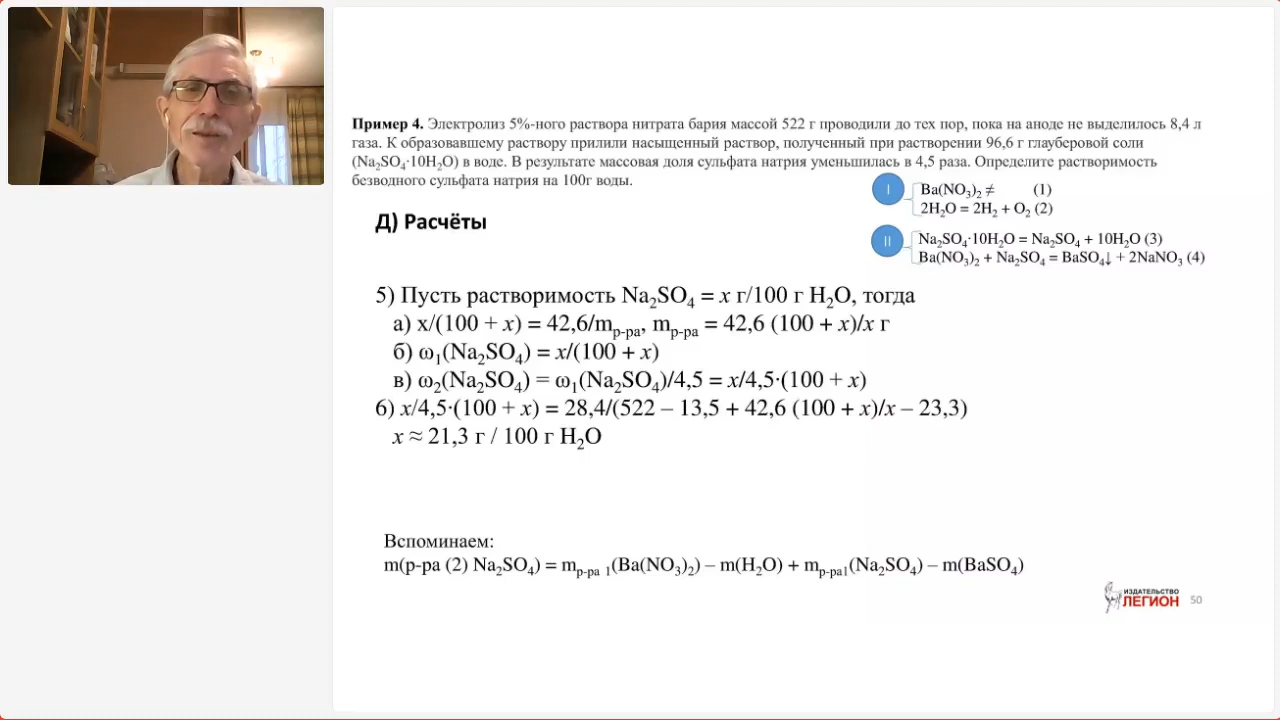 Пример 4. Электролиз 5%-ного раствора нитрата бария массой 522 г проводили до тех пор, пока на аноде не выделилось 8,4 л
газа. К образовавшему раствору прилили насыщенный раствор, полученный при растворении 96,6 г глауберовой соли
(Na₂SO₄·10H₂O) в воде. В результате массовая доля сульфата натрия уменьшилась в 4,5 раза. Определите растворимость
безводного сульфата натрия на 100г воды.
I
Ba(NO₃)₂ ≠ (1)
2H₂O = 2H₂ + O₂ (2)
Д) Расчёты
II
Na₂SO₄·10H₂O = Na₂SO₄ + 10H₂O (3)
Ba(NO₃)₂ + Na₂SO₄ = BaSO₄↓ + 2NaNO₃ (4)
5) Пусть растворимость Na₂SO₄ = x г/100 г H₂O, тогда
а) x/(100 + x) = 42,6/mр-ра, mр-ра = 42,6 (100 + x)/x г
б) ω₁(Na₂SO₄) = x/(100 + x)
в) ω₂(Na₂SO₄) = ω₁(Na₂SO₄)/4,5 = x/4,5·(100 + x)
6) x/4,5·(100 + x) = 28,4/(522 – 13,5 + 42,6 (100 + x)/x – 23,3)
x ≈ 21,3 г / 100 г H₂O
Вспоминаем:
m(р-ра (2) Na₂SO₄) = mр-ра 1(Ba(NO₃)₂) – m(H₂O) + mр-ра1(Na₂SO₄) – m(BaSO₄)
ИЗДАТЕЛЬСТВО
ЛЕГИОН
50